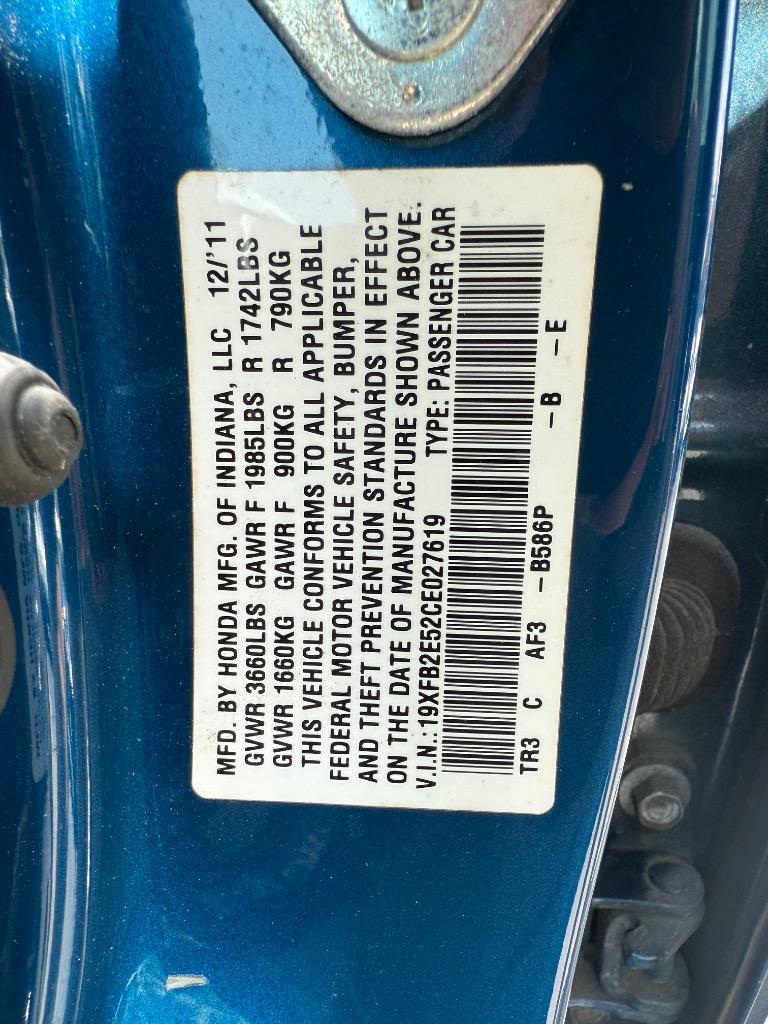 MFD. BY HONDA MFG. OF INDIANA, LLC 12/'11
GVWR 3660LBS GAWR F 1985LBS R 1742LBS
GVWR 1660KG GAWR F 900KG R 790KG
THIS VEHICLE CONFORMS TO ALL APPLICABLE
FEDERAL MOTOR VEHICLE SAFETY, BUMPER,
AND THEFT PREVENTION STANDARDS IN EFFECT
ON THE DATE OF MANUFACTURE SHOWN ABOVE.
V.I.N.:19XFB2E52CE027619 TYPE: PASSENGER CAR
TR3 C AF3 -B586P -B -E